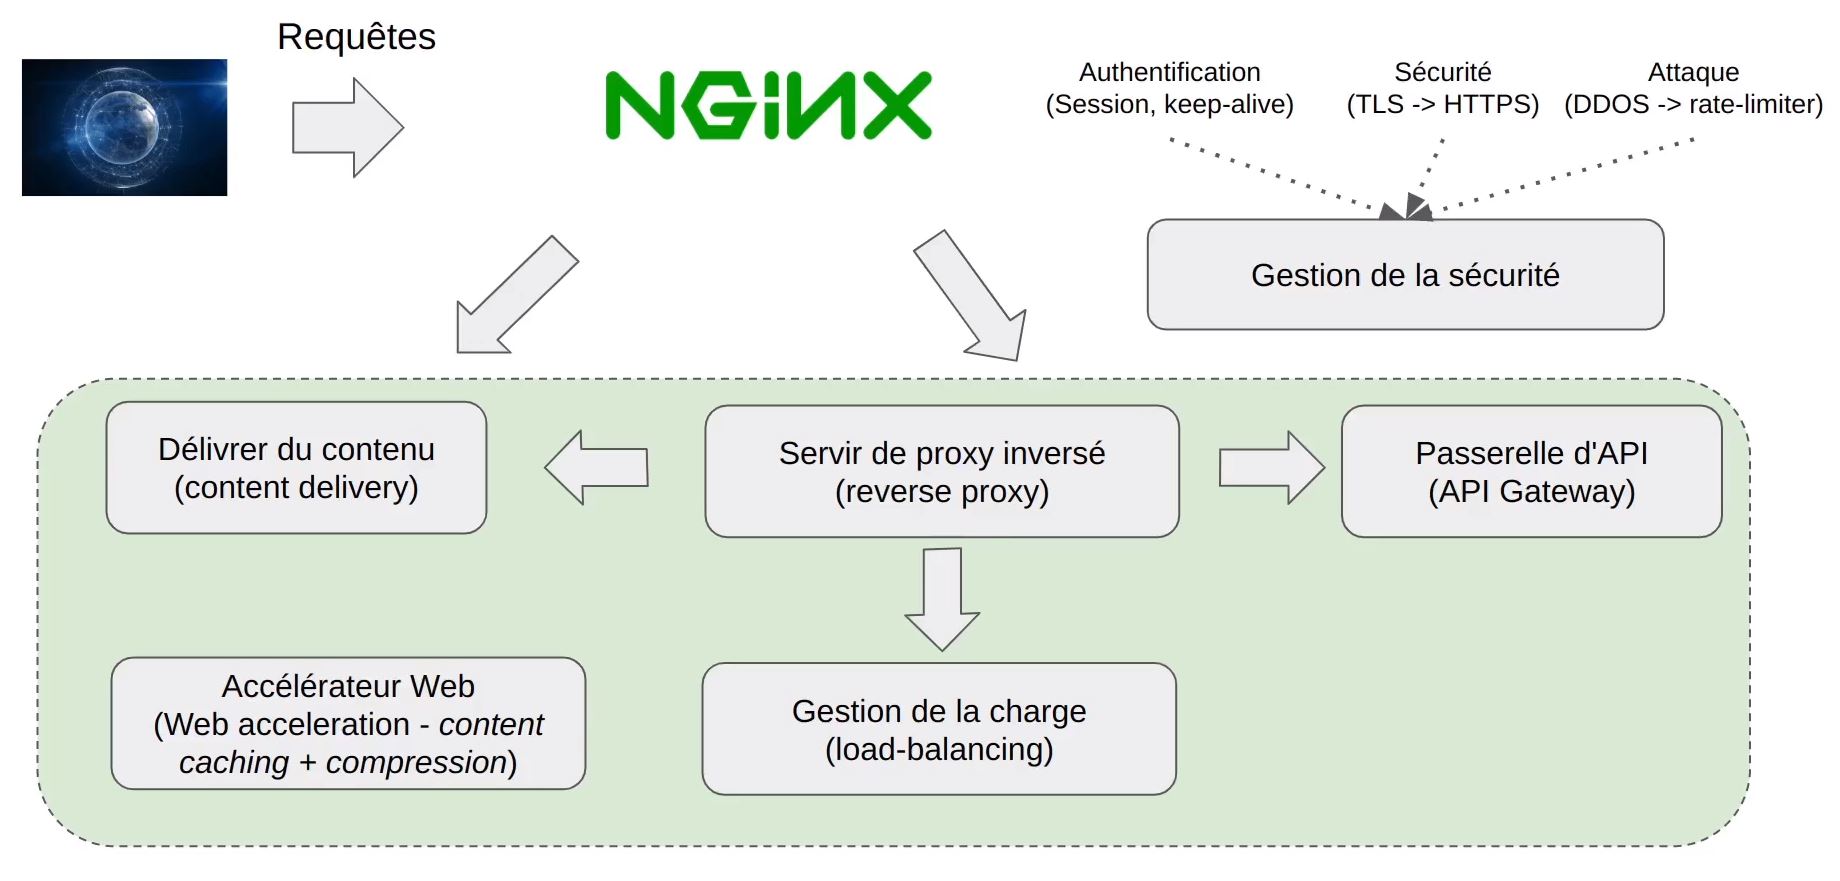 Requêtes
NGINX
Authentification
(Session, keep-alive)
Sécurité
(TLS -> HTTPS)
Attaque
(DDOS -> rate-limiter)
Gestion de la sécurité
Délivrer du contenu
(content delivery)
Servir de proxy inversé
(reverse proxy)
Passerelle d'API
(API Gateway)
Accélérateur Web
(Web acceleration - content
caching + compression)
Gestion de la charge
(load-balancing)